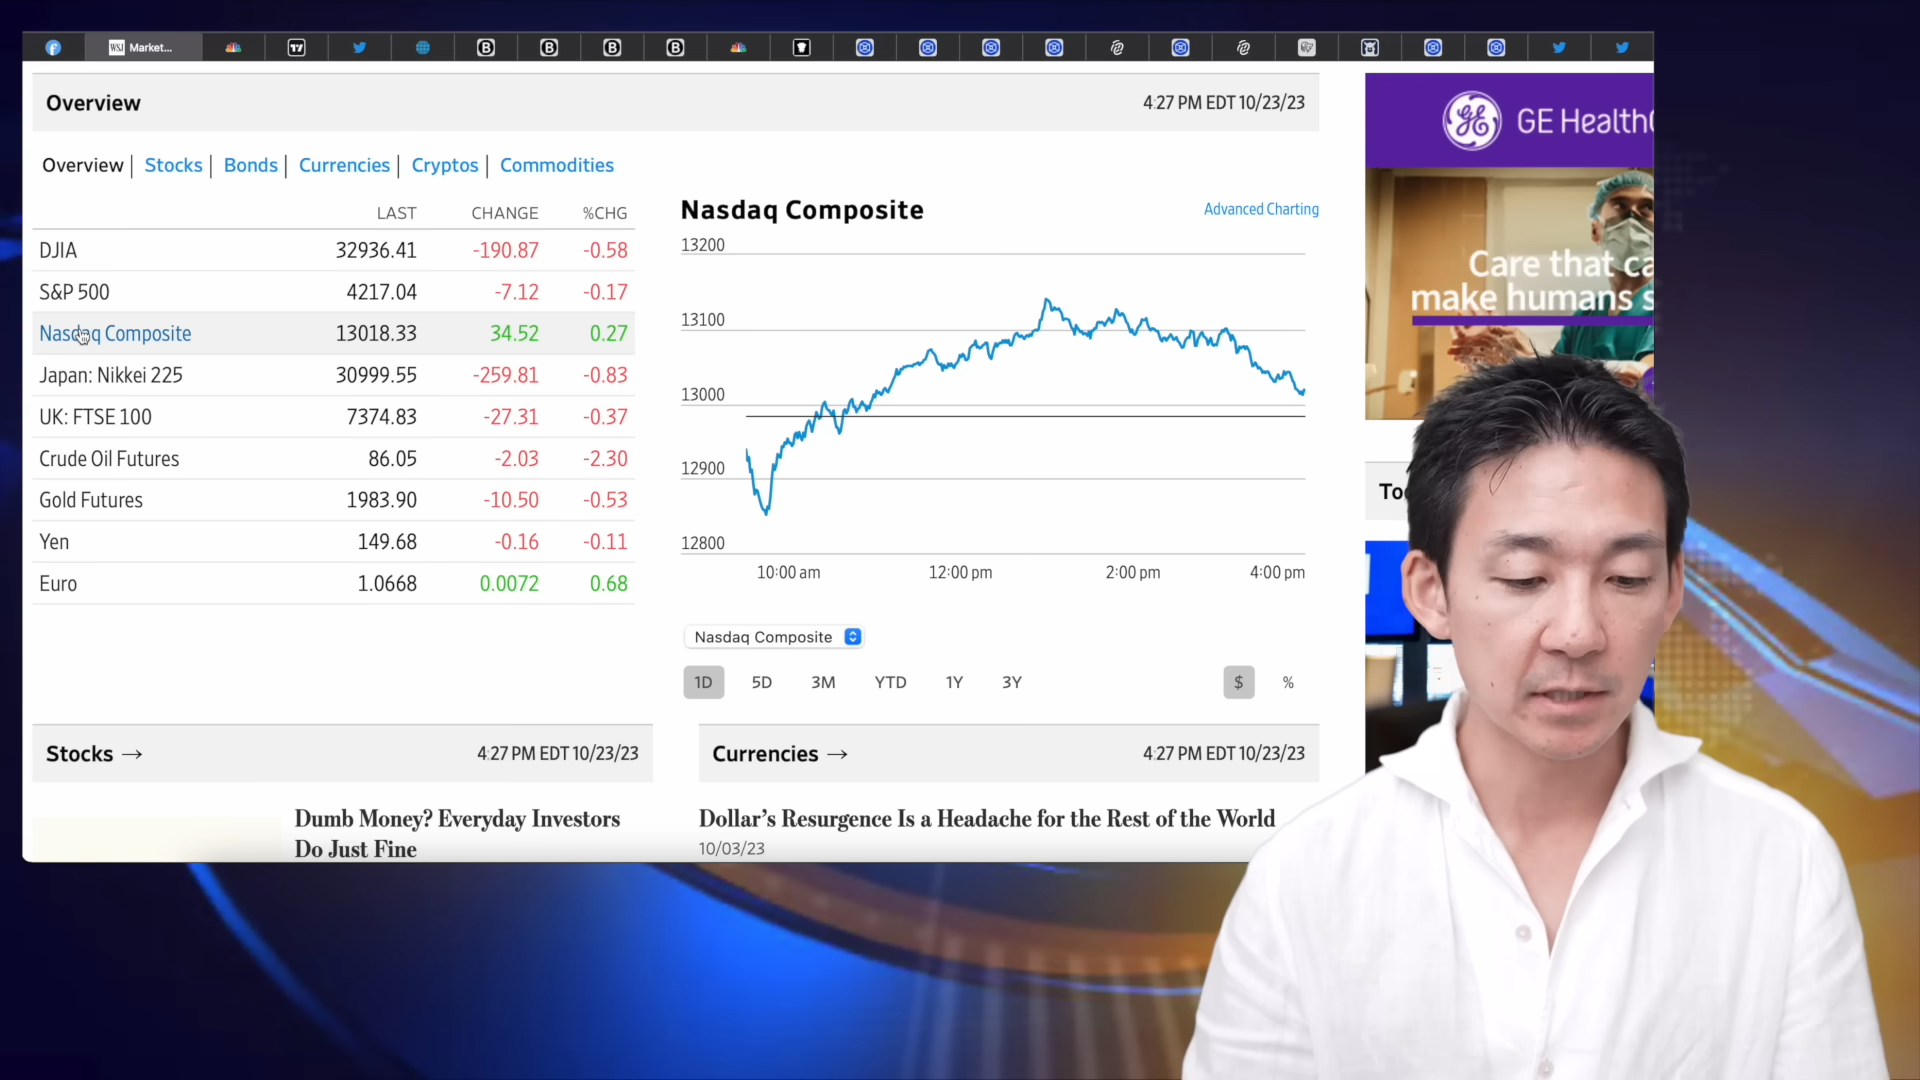 WSJ Market...
Overview 4:27 PM EDT 10/23/23
Overview | Stocks | Bonds | Currencies | Cryptos | Commodities
LAST CHANGE %CHG
DJIA 32936.41 -190.87 -0.58
S&P 500 4217.04 -7.12 -0.17
Nasdaq Composite 13018.33 34.52 0.27
Japan: Nikkei 225 30999.55 -259.81 -0.83
UK: FTSE 100 7374.83 -27.31 -0.37
Crude Oil Futures 86.05 -2.03 -2.30
Gold Futures 1983.90 -10.50 -0.53
Yen 149.68 -0.16 -0.11
Euro 1.0668 0.0072 0.68
Nasdaq Composite Advanced Charting
13200
13100
13000
12900
12800
10:00 am 12:00 pm 2:00 pm 4:00 pm
Nasdaq Composite
1D 5D 3M YTD 1Y 3Y $ %
Stocks → 4:27 PM EDT 10/23/23
Currencies → 4:27 PM EDT 10/23/23
Dumb Money? Everyday Investors
Do Just Fine
Dollar's Resurgence Is a Headache for the Rest of the World
10/03/23
GE Health
Care that ca
make humans s
To